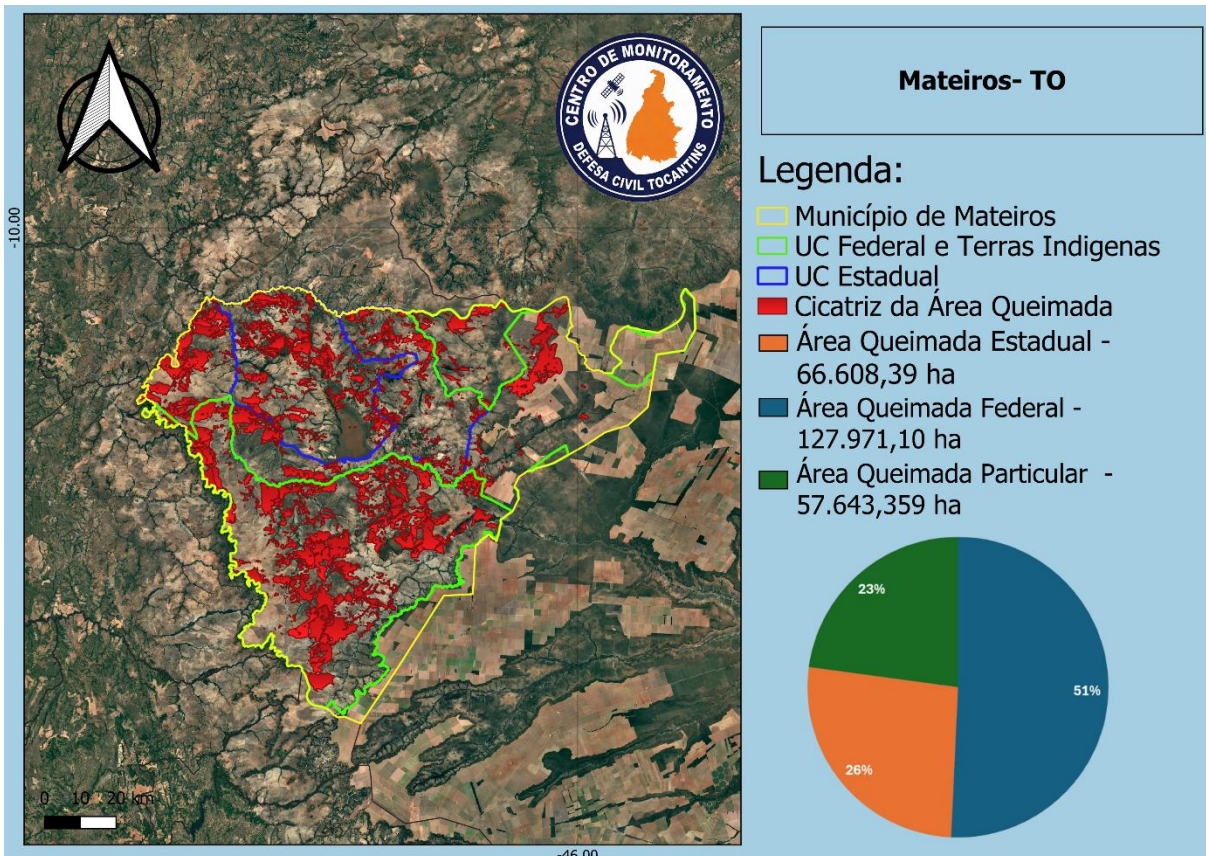 CENTRO DE MONITORAMENTO
DEFESA CIVIL TOCANTINS
-10.00
0 10 20 km
-46.00
Mateiros- TO
Legenda:
Município de Mateiros
UC Federal e Terras Indigenas
UC Estadual
Cicatriz da Área Queimada
Área Queimada Estadual -
66.608,39 ha
Área Queimada Federal -
127.971,10 ha
Área Queimada Particular -
57.643,359 ha
23%
51%
26%